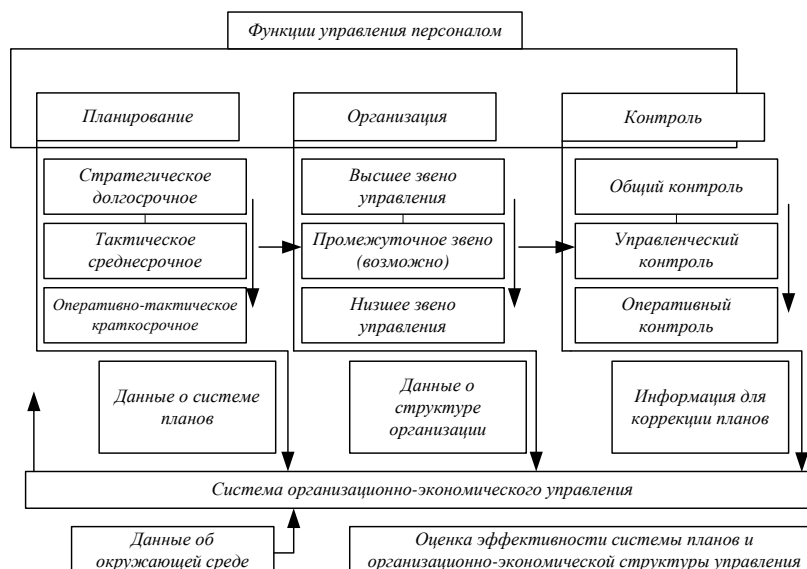 Функции управления персоналом
Планирование
Организация
Контроль
Стратегическое
долгосрочное
Высшее звено
управления
Общий контроль
Тактическое
среднесрочное
Промежуточное звено
(возможно)
Управленческий
контроль
Оперативно-тактическое
краткосрочное
Низшее звено
управления
Оперативный
контроль
Данные о системе
планов
Данные о
структуре
организации
Информация для
коррекции планов
Система организационно-экономического управления
Данные об
окружающей среде
Оценка эффективности системы планов и
организационно-экономической структуры управления